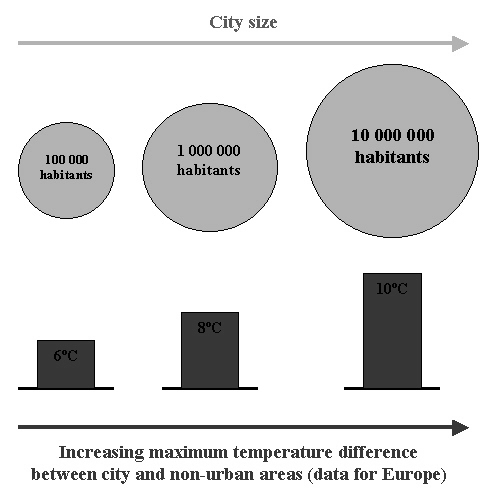 City size
100 000
habitants
1 000 000
habitants
10 000 000
habitants
6ºC
8ºC
10ºC
Increasing maximum temperature difference
between city and non-urban areas (data for Europe)